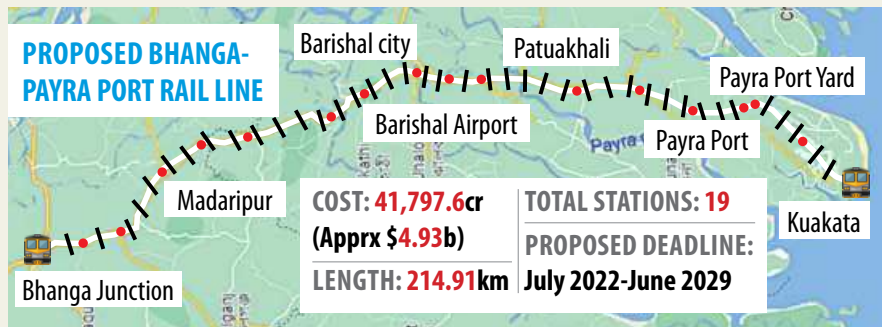 PROPOSED BHANGA-
PAYRA PORT RAIL LINE
Barishal city
Patuakhali
Payra Port Yard
Barishal Airport
Payra Port
Madaripur
Kuakata
Bhanga Junction
COST: 41,797.6cr
(Apprx $4.93b)
LENGTH: 214.91km
TOTAL STATIONS: 19
PROPOSED DEADLINE:
July 2022-June 2029